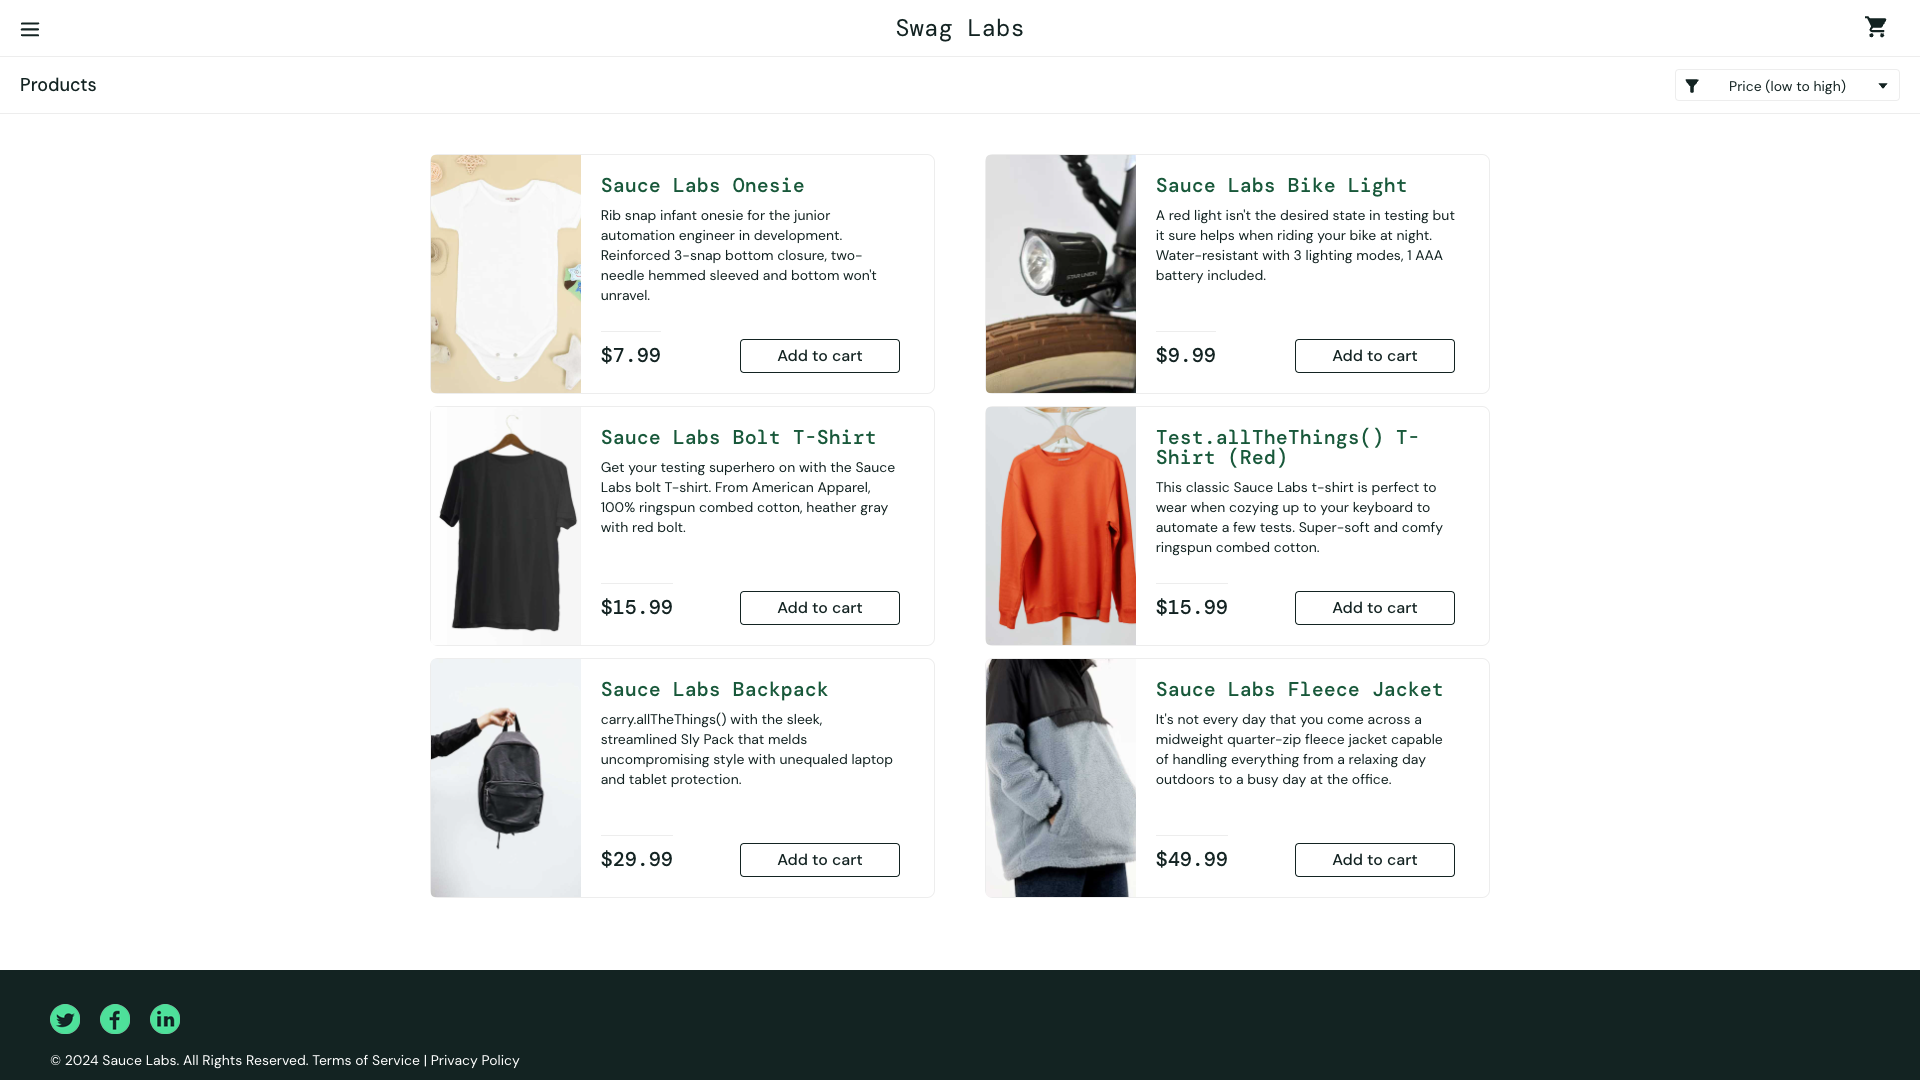 Swag Labs
Products
Price (low to high)
Sauce Labs Onesie
Rib snap infant onesie for the junior
automation engineer in development.
Reinforced 3-snap bottom closure, two-
needle hemmed sleeved and bottom won't
unravel.
$7.99
Add to cart
Sauce Labs Bike Light
A red light isn't the desired state in testing but
it sure helps when riding your bike at night.
Water-resistant with 3 lighting modes, 1 AAA
battery included.
$9.99
Add to cart
Sauce Labs Bolt T-Shirt
Get your testing superhero on with the Sauce
Labs bolt T-shirt. From American Apparel,
100% ringspun combed cotton, heather gray
with red bolt.
$15.99
Add to cart
Test.allTheThings() T-
Shirt (Red)
This classic Sauce Labs t-shirt is perfect to
wear when cozying up to your keyboard to
automate a few tests. Super-soft and comfy
ringspun combed cotton.
$15.99
Add to cart
Sauce Labs Backpack
carry.allTheThings() with the sleek,
streamlined Sly Pack that melds
uncompromising style with unequaled laptop
and tablet protection.
$29.99
Add to cart
Sauce Labs Fleece Jacket
It's not every day that you come across a
midweight quarter-zip fleece jacket capable
of handling everything from a relaxing day
outdoors to a busy day at the office.
$49.99
Add to cart
© 2024 Sauce Labs. All Rights Reserved. Terms of Service | Privacy Policy